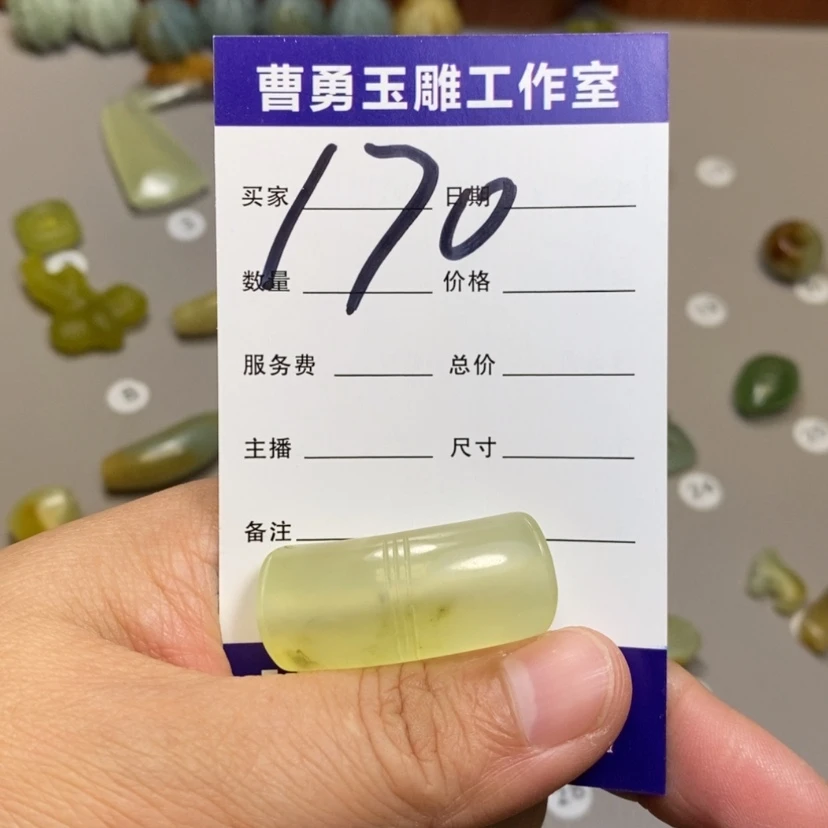 曹勇玉雕工作室
170
买家 日期
数量 价格
服务费 总价
主播 尺寸
备注